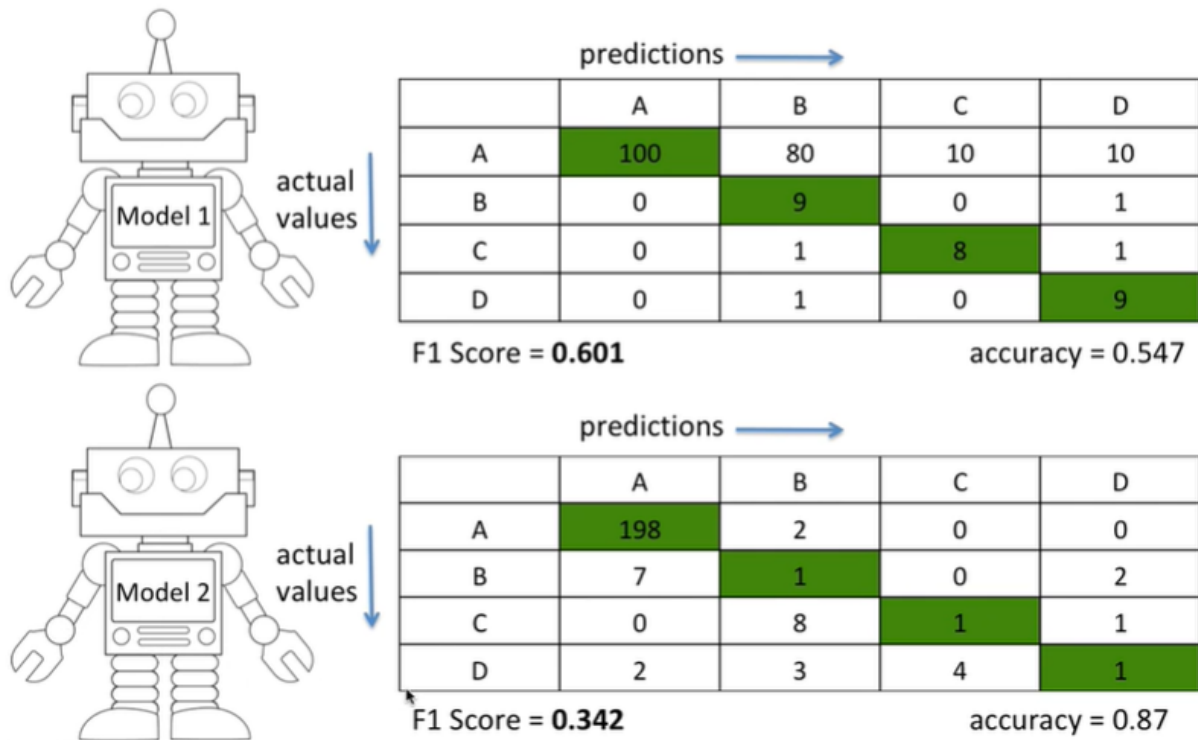 predictions
A B C D
A 100 80 10 10
B 0 9 0 1
C 0 1 8 1
D 0 1 0 9
actual
values
Model 1
F1 Score = 0.601 accuracy = 0.547
predictions
A B C D
A 198 2 0 0
B 7 1 0 2
C 0 8 1 1
D 2 3 4 1
actual
values
Model 2
F1 Score = 0.342 accuracy = 0.87